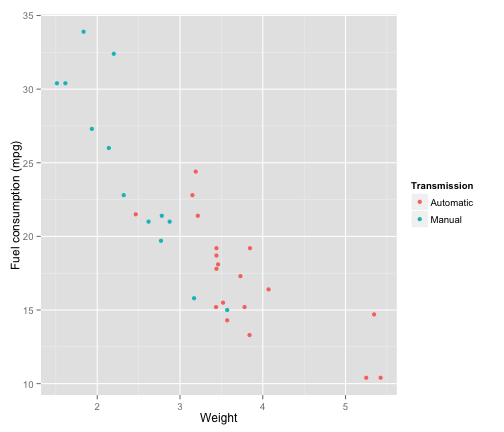 35
30
25
20
15
10
Fuel consumption (mpg)
2 3 4 5
Weight
Transmission
Automatic
Manual